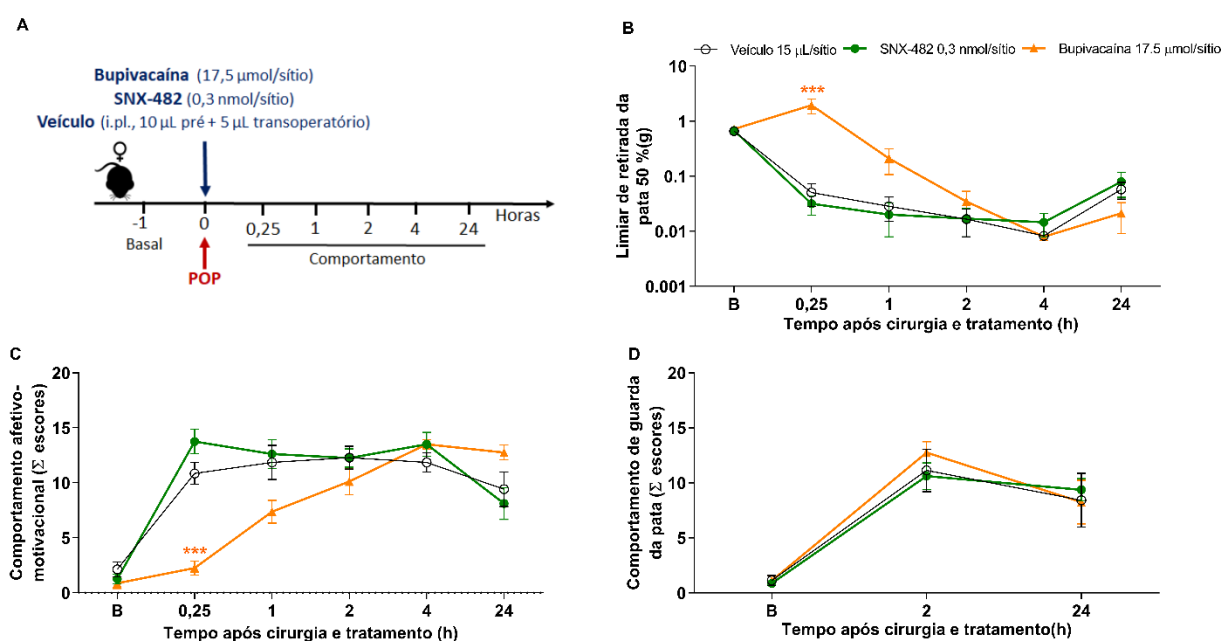 A
Bupivacaína (17,5 µmol/sítio)
SNX-482 (0,3 nmol/sítio)
Veículo (i.pl., 10 µL pré + 5 µL transoperatório)
♀
-1 0 0,25 1 2 4 24 Horas
Basal
Comportamento
POP
B
Veículo 15 µL/sítio SNX-482 0,3 nmol/sítio Bupivacaína 17.5 µmol/sítio
Limiar de retirada da
pata 50 %(g)
10
1
0.1
0.01
0.001
***
B 0,25 1 2 4 24
Tempo após cirurgia e tratamento (h)
C
Comportamento afetivo-
motivacional (Σ escores)
20
15
10
5
0
***
B 0,25 1 2 4 24
Tempo após cirurgia e tratamento (h)
D
Comportamento de guarda
da pata (Σ escores)
20
15
10
5
0
B 2 24
Tempo após cirurgia e tratamento(h)